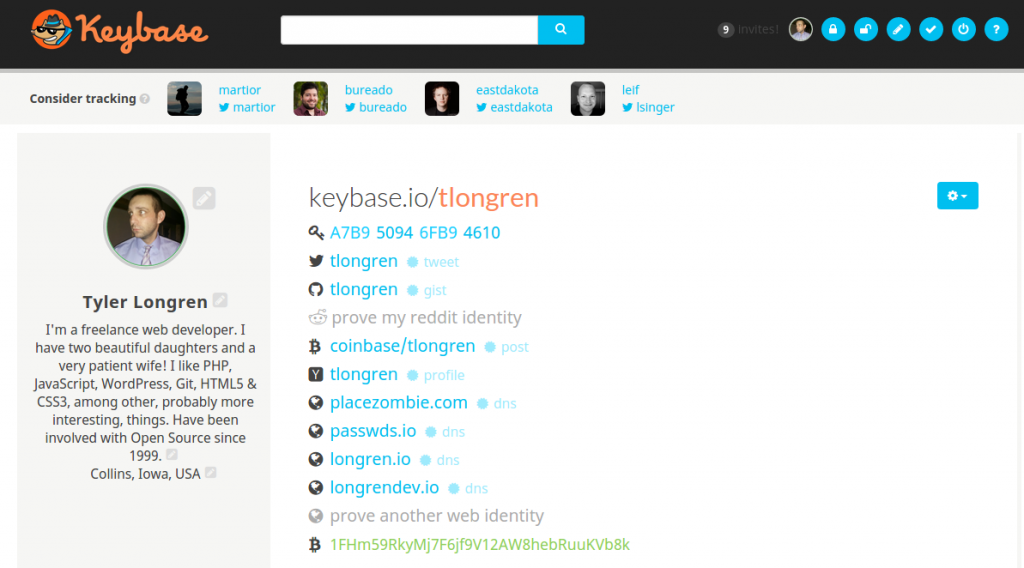 Keybase
9 invites!
?
Consider tracking ?
martior
martior
bureado
bureado
eastdakota
eastdakota
leif
lsinger
keybase.io/tlongren
A7B9 5094 6FB9 4610
tlongren tweet
tlongren gist
prove my reddit identity
coinbase/tlongren post
Y tlongren profile
placezombie.com dns
passwds.io dns
longren.io dns
longrendev.io dns
prove another web identity
1FHm59RkyMj7F6jf9V12AW8hebRuuKVb8k
Tyler Longren
I'm a freelance web developer. I
have two beautiful daughters and a
very patient wife! I like PHP,
JavaScript, WordPress, Git, HTML5 &
CSS3, among other, probably more
interesting, things. Have been
involved with Open Source since
1999.
Collins, Iowa, USA